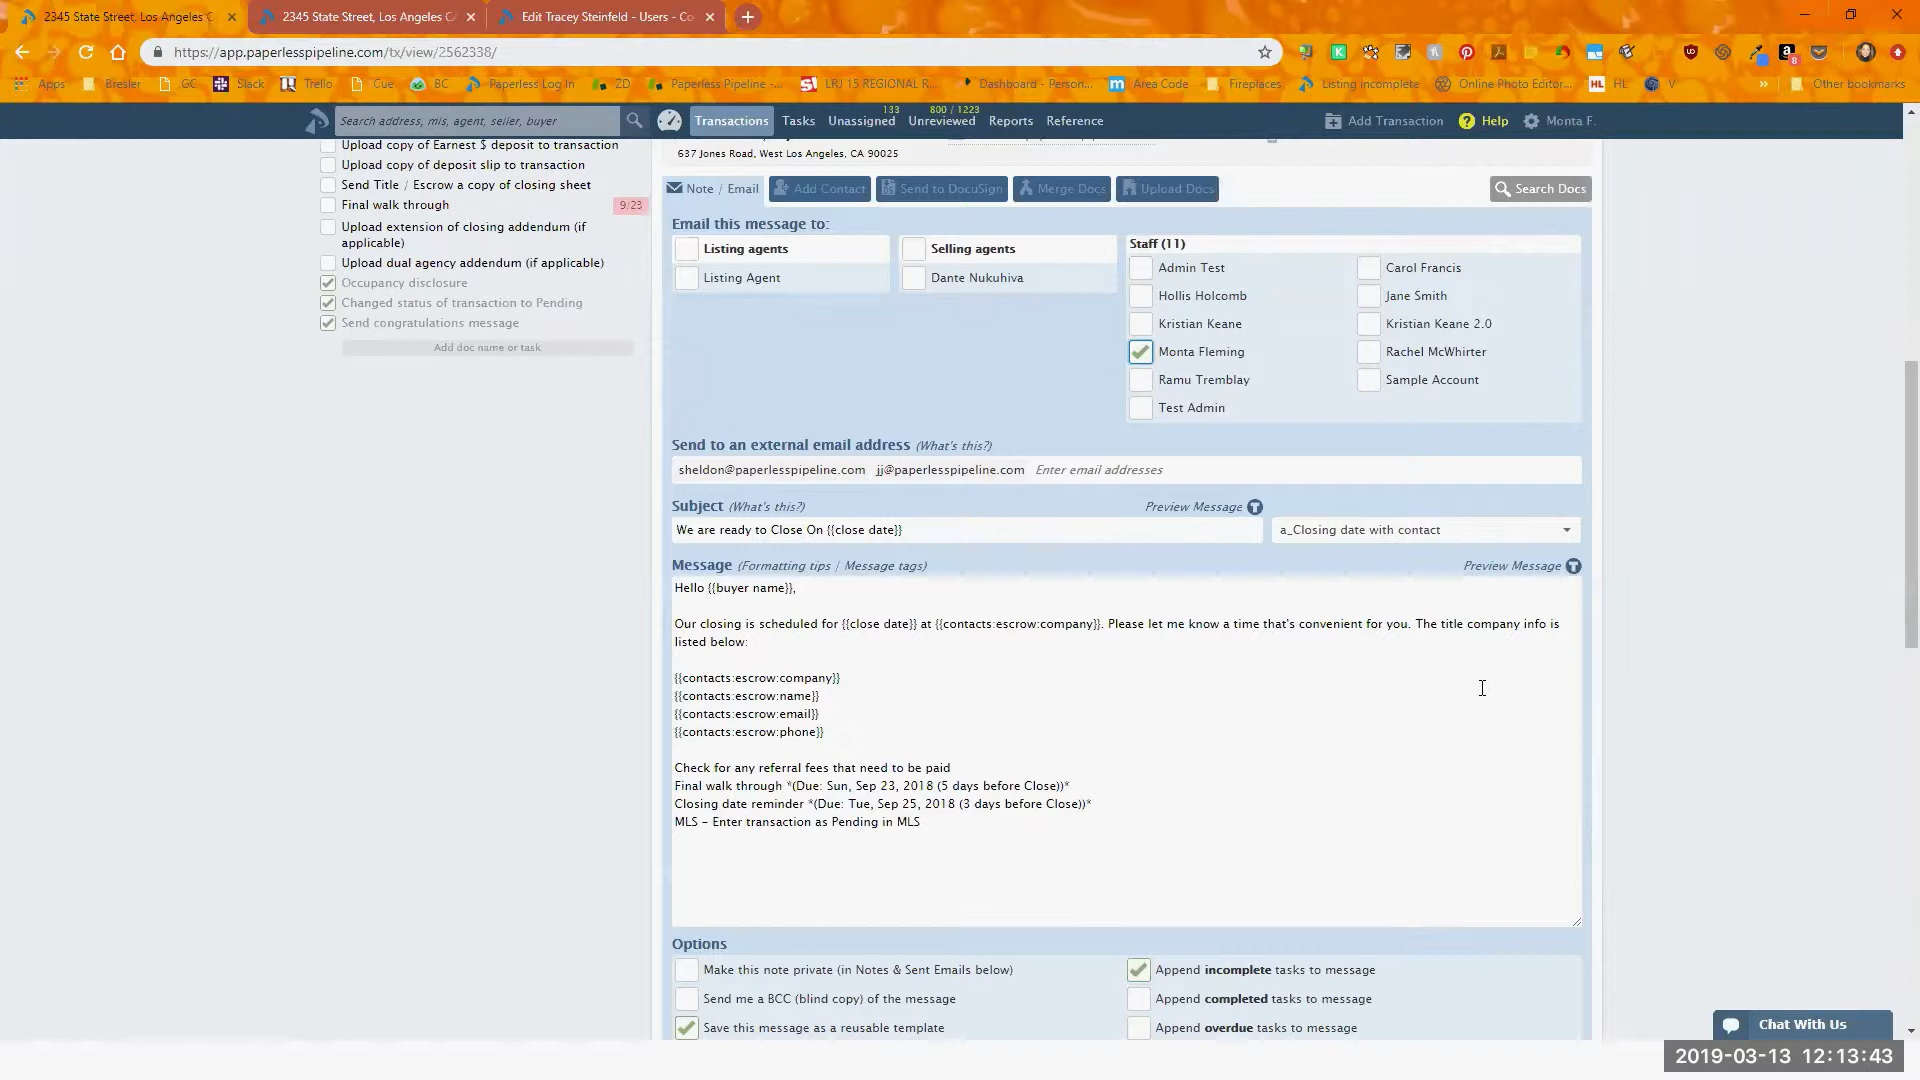 2345 State Street, Los Angeles C
2345 State Street, Los Angeles C
Edit Tracey Steinfeld - Users - Co
https://app.paperlesspipeline.com/tx/view/2562338/
Apps
Bresler
GC
Slack
Trello
Cue
BC
Paperless Log In
ZD
Paperless Pipeline -...
LRJ 15 REGIONAL R...
Dashboard - Person...
Area Code
Fireplaces
Listing incomplete
Online Photo Editor...
HL
V
»
Other bookmarks
Search address, mls, agent, seller, buyer
Transactions
Tasks
133
Unassigned
800 / 1223
Unreviewed
Reports
Reference
Add Transaction
Help
Monta F.
Upload copy of Earnest $ deposit to transaction
Upload copy of deposit slip to transaction
Send Title / Escrow a copy of closing sheet
Final walk through 9/23
Upload extension of closing addendum (if
applicable)
Upload dual agency addendum (if applicable)
Occupancy disclosure
Changed status of transaction to Pending
Send congratulations message
Add doc name or task
637 Jones Road, West Los Angeles, CA 90025
Note / Email
Add Contact
Send to DocuSign
Merge Docs
Upload Docs
Search Docs
Email this message to:
Listing agents
Listing Agent
Selling agents
Dante Nukuhiva
Staff (11)
Admin Test
Carol Francis
Hollis Holcomb
Jane Smith
Kristian Keane
Kristian Keane 2.0
Monta Fleming
Rachel McWhirter
Ramu Tremblay
Sample Account
Test Admin
Send to an external email address (What's this?)
sheldon@paperlesspipeline.com jj@paperlesspipeline.com Enter email addresses
Subject (What's this?)
Preview Message
We are ready to Close On {{close date}}
a_Closing date with contact
Message (Formatting tips / Message tags)
Preview Message
Hello {{buyer name}},
Our closing is scheduled for {{close date}} at {{contacts:escrow:company}}. Please let me know a time that's convenient for you. The title company info is
listed below:
{{contacts:escrow:company}}
{{contacts:escrow:name}}
{{contacts:escrow:email}}
{{contacts:escrow:phone}}
Check for any referral fees that need to be paid
Final walk through *(Due: Sun, Sep 23, 2018 (5 days before Close))*
Closing date reminder *(Due: Tue, Sep 25, 2018 (3 days before Close))*
MLS - Enter transaction as Pending in MLS
Options
Make this note private (in Notes & Sent Emails below)
Append incomplete tasks to message
Send me a BCC (blind copy) of the message
Append completed tasks to message
Save this message as a reusable template
Append overdue tasks to message
Chat With Us
2019-03-13 12:13:43